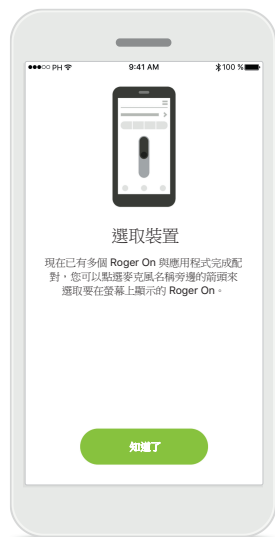 ●●●○○ PH 9:41 AM 100 %
選取裝置
現在已有多個 Roger On 與應用程式完成配
對，您可以點選麥克風名稱旁邊的箭頭來
選取要在螢幕上顯示的 Roger On。
知道了